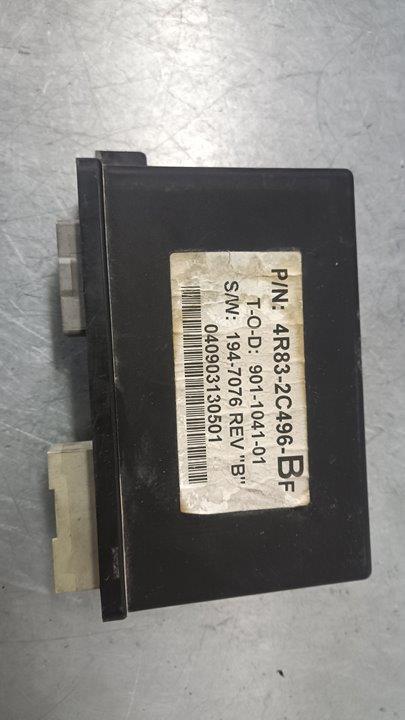 P/N: 4R83-2C496-BF
T-O-D: 901-1041-01
S/W: 194-7076 REV "B"
040903130501